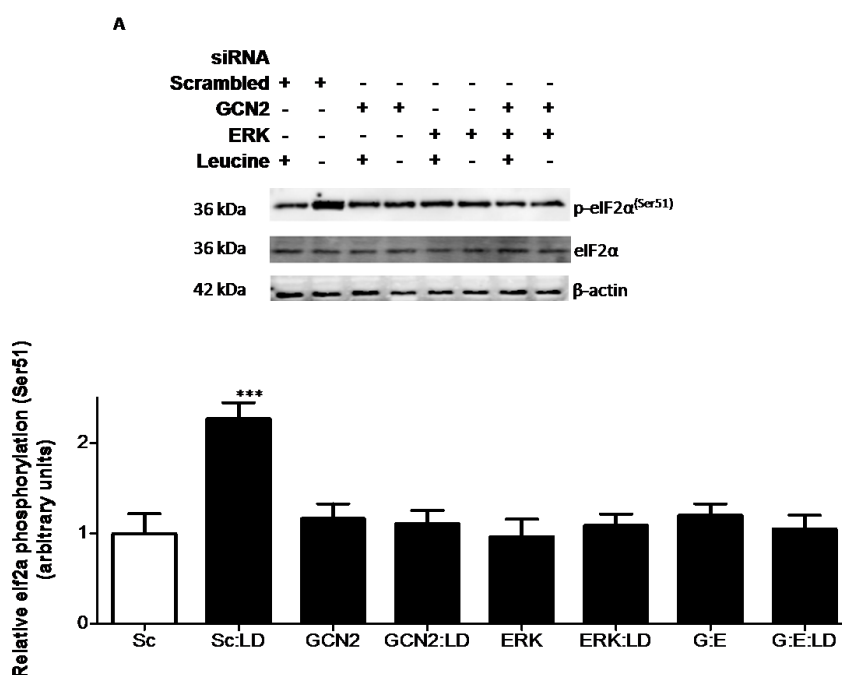 A
siRNA
Scrambled + + - - - - - -
GCN2 - - + + - - + +
ERK - - - - + + + +
Leucine + - + - + - + -
36 kDa p-eIF2α(Ser51)
36 kDa eIF2α
42 kDa β-actin
Relative eIf2a phosphorylation (Ser51)
(arbitrary units)
***
2
1
0
Sc Sc:LD GCN2 GCN2:LD ERK ERK:LD G:E G:E:LD